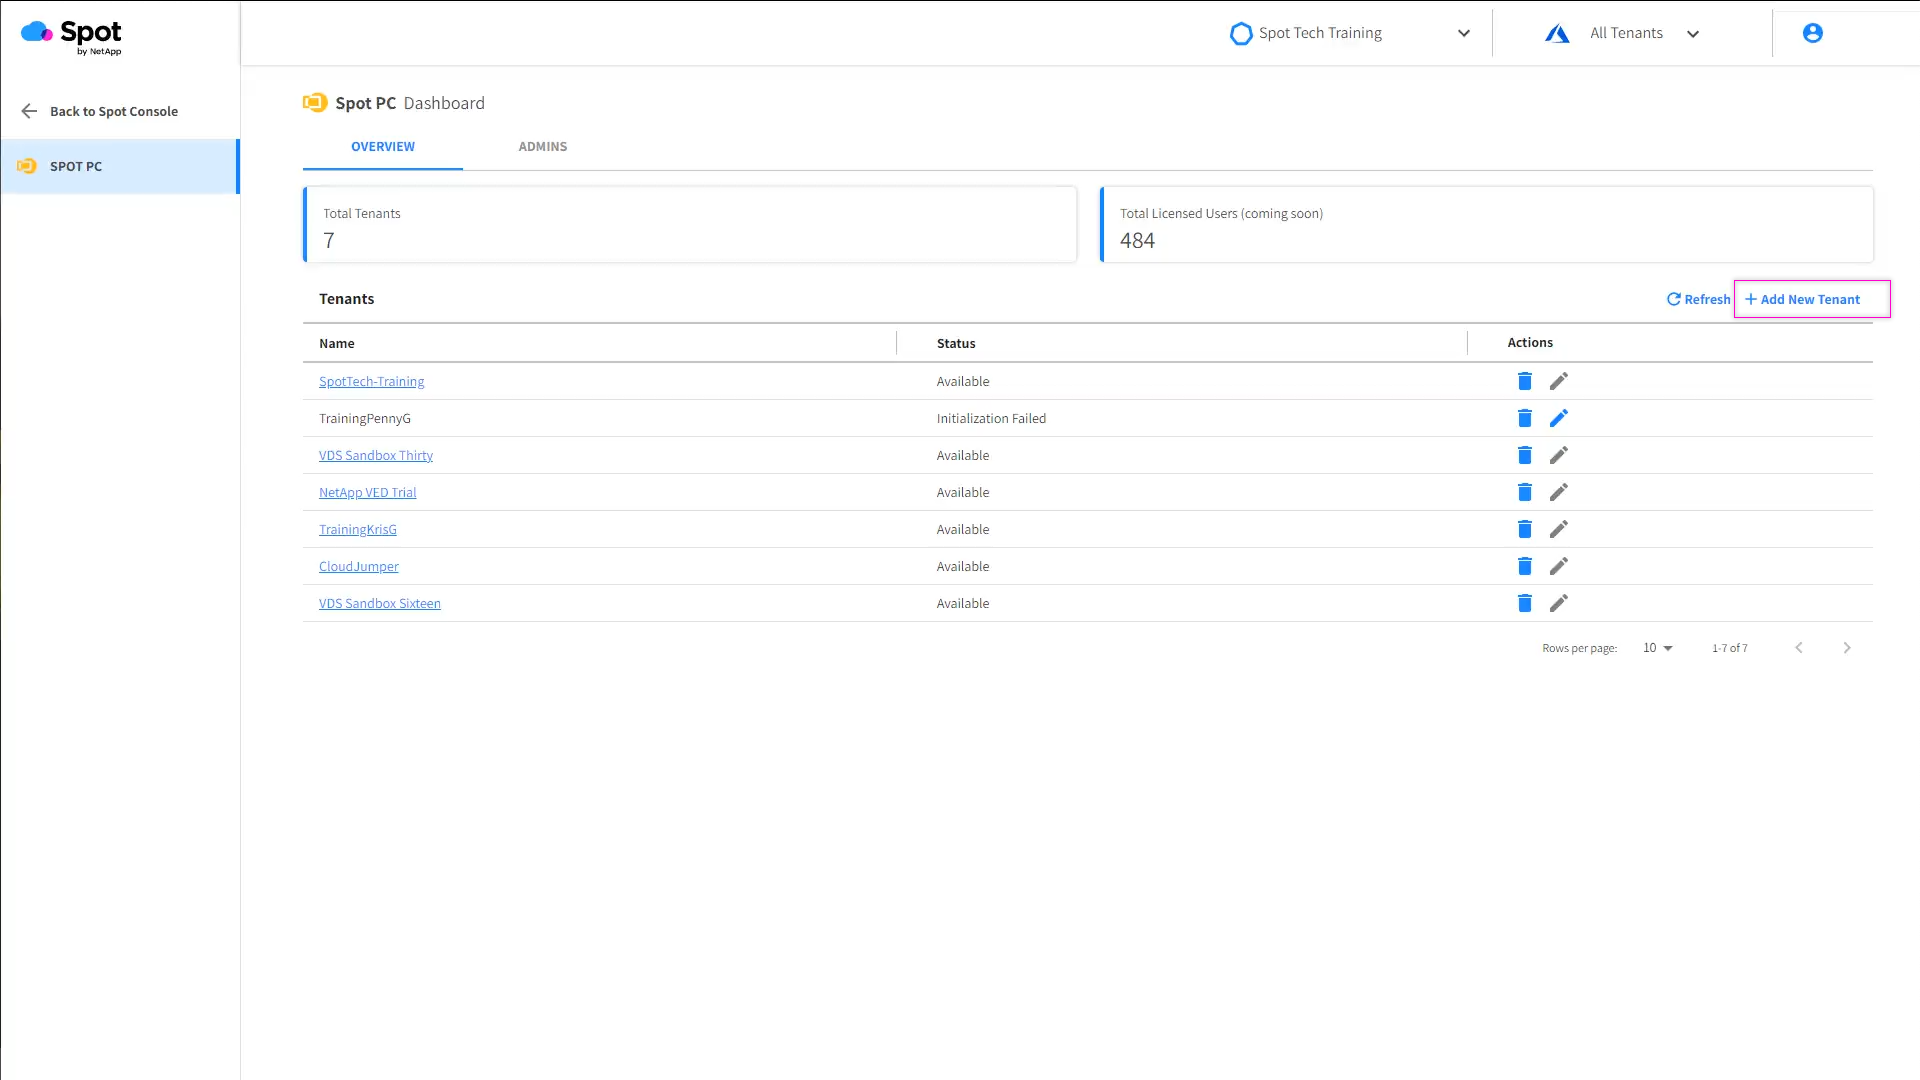 Spot
by NetApp
Spot Tech Training
All Tenants
Back to Spot Console
SPOT PC
Spot PC Dashboard
OVERVIEW
ADMINS
Total Tenants
7
Total Licensed Users (coming soon)
484
Tenants
Refresh
Add New Tenant
Name
Status
Actions
SpotTech-Training
Available
TrainingPennyG
Initialization Failed
VDS Sandbox Thirty
Available
NetApp VED Trial
Available
TrainingKrisG
Available
CloudJumper
Available
VDS Sandbox Sixteen
Available
Rows per page:
10
1-7 of 7